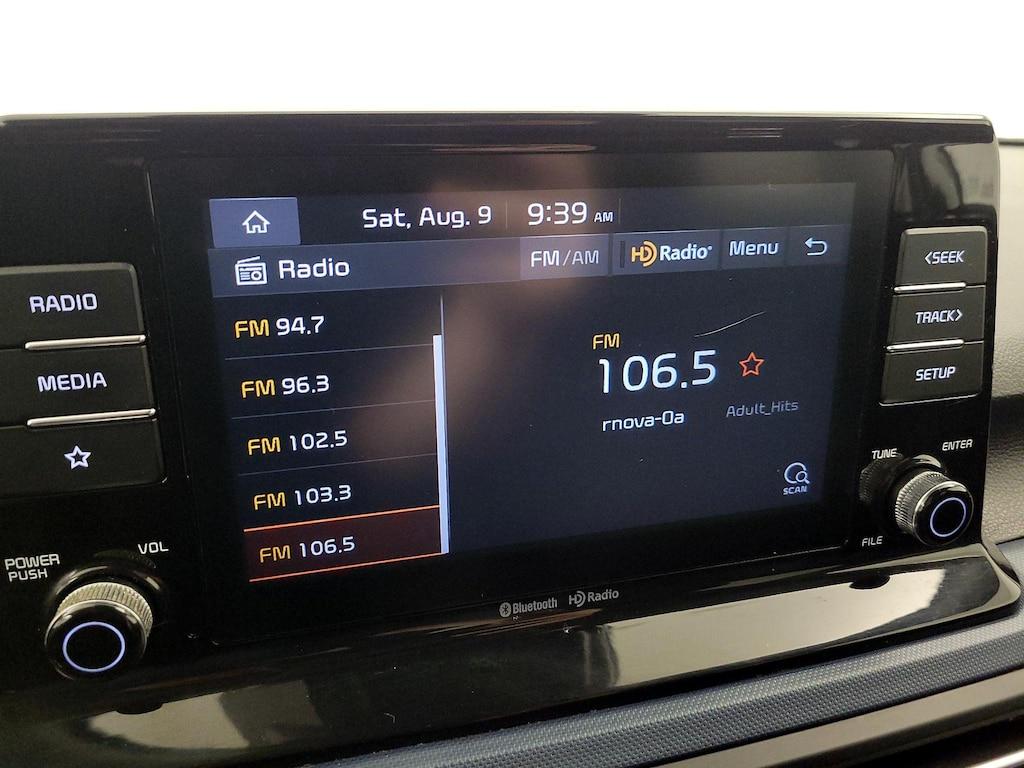 Sat, Aug. 9 9:39 AM
Radio FM/AM HD Radio Menu
FM 94.7
FM 96.3
FM 102.5
FM 103.3
FM 106.5
FM
106.5
rnova-0a Adult_Hits
SCAN
RADIO
MEDIA
POWER
PUSH
VOL
<SEEK
TRACK>
SETUP
TUNE
ENTER
FILE
Bluetooth HD Radio